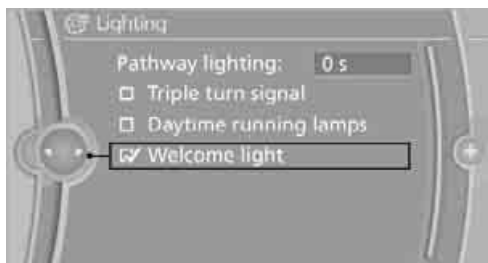 Lighting
Pathway lighting: 0 s
Triple turn signal
Daytime running lamps
Welcome light